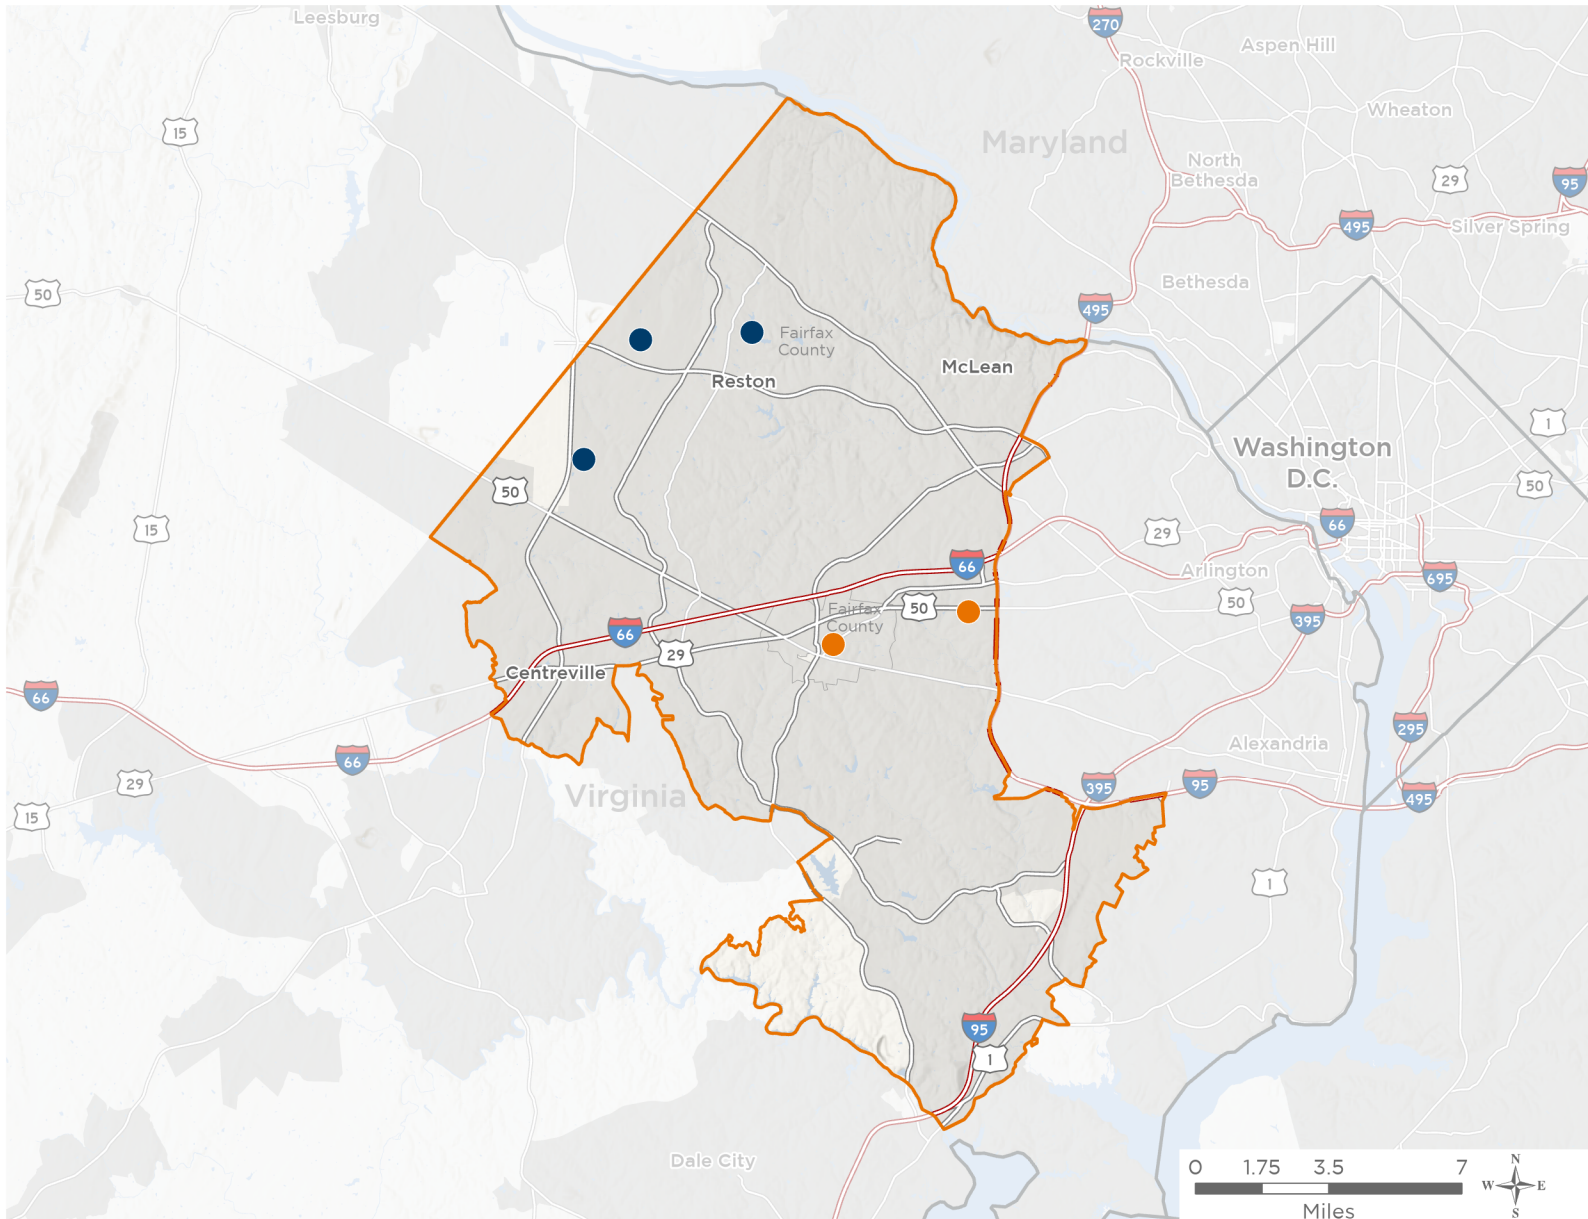 Leesburg
270
Aspen Hill
Rockville
Wheaton
15
Maryland
North
Bethesda
29
95
495
Silver Spring
Bethesda
50
495
Fairfax
County
McLean
Reston
1
Washington
D.C.
50
50
15
66
29
66
Arlington
695
50
50
395
Fairfax
County
66
29
Centreville
66
295
Alexandria
66
29
Virginia
395
95
495
15
1
95
1
Dale City
0 1.75 3.5 7
Miles
N
W E
S